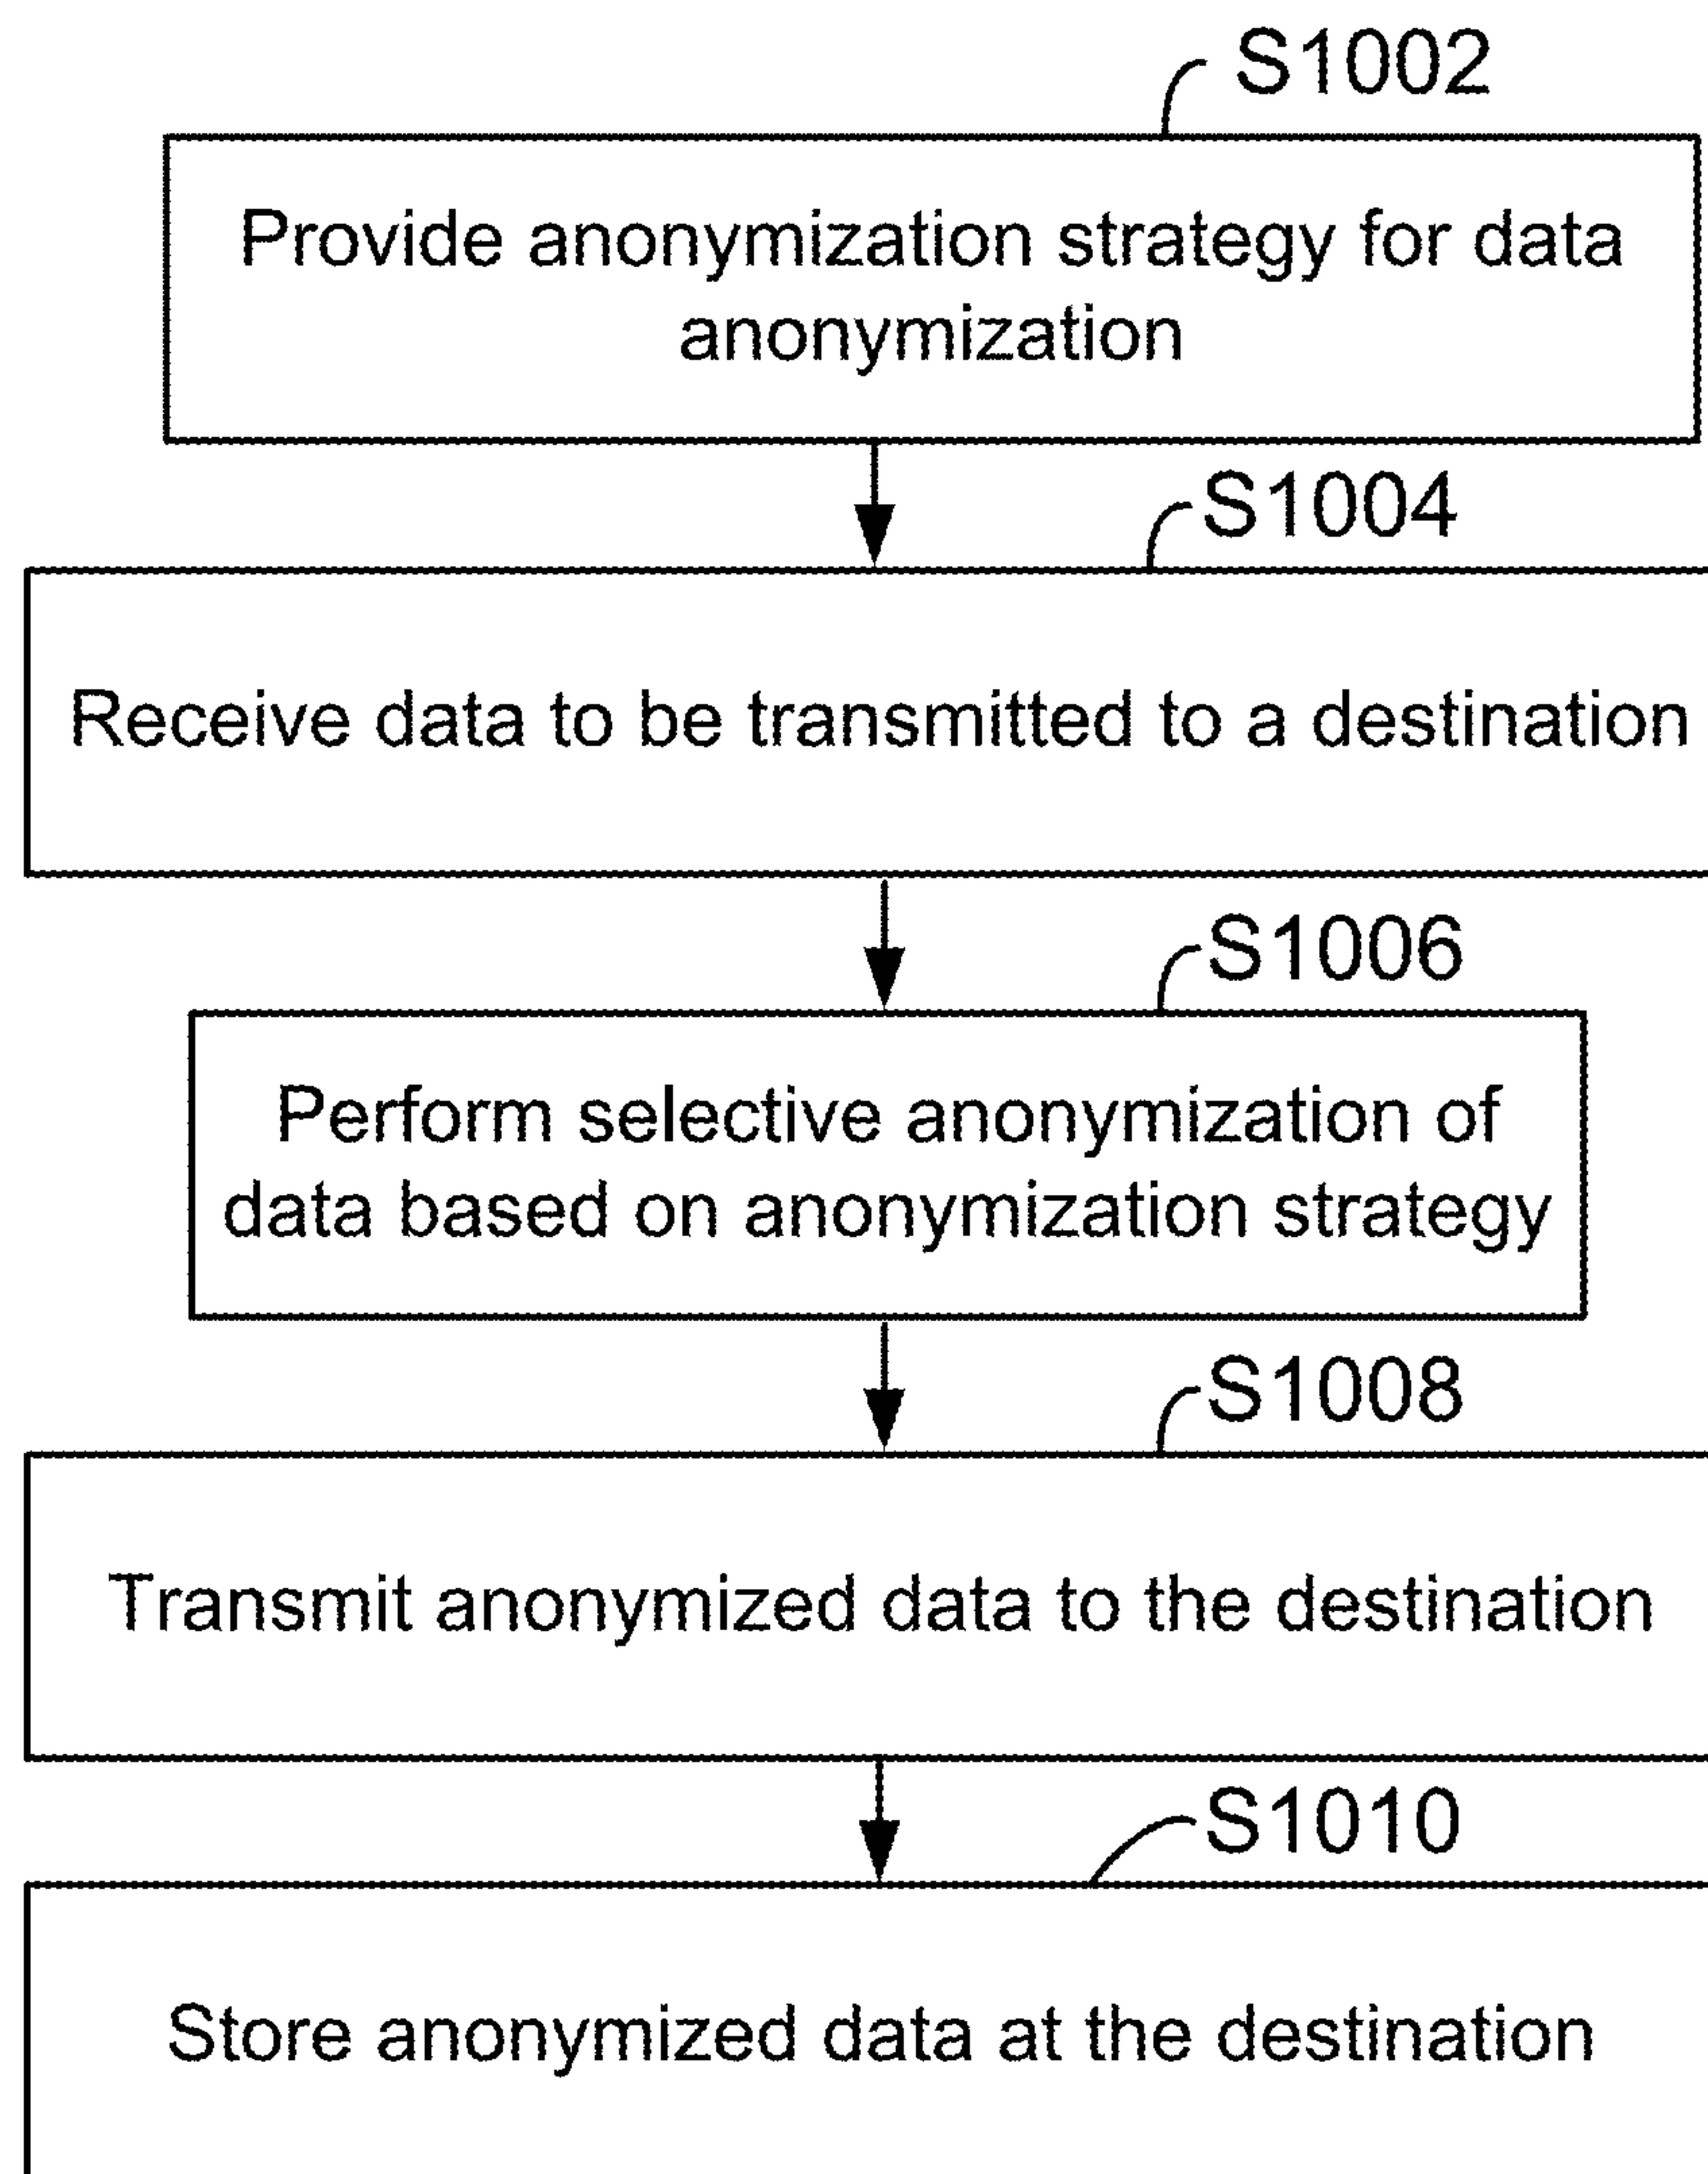 S1002
Provide anonymization strategy for data
anonymization
S1004
Receive data to be transmitted to a destination
S1006
Perform selective anonymization of
data based on anonymization strategy
S1008
Transmit anonymized data to the destination
S1010
Store anonymized data at the destination